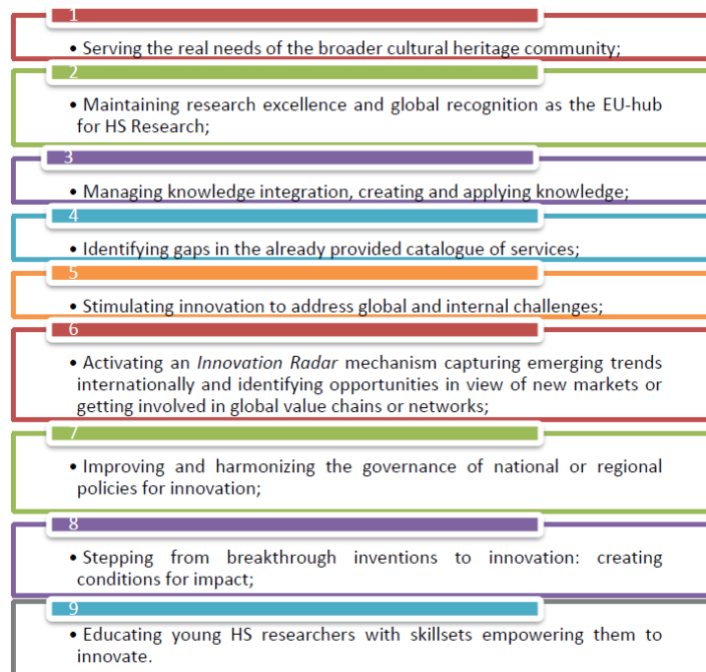 1
• Serving the real needs of the broader cultural heritage community;
2
• Maintaining research excellence and global recognition as the EU-hub
for HS Research;
3
• Managing knowledge integration, creating and applying knowledge;
4
• Identifying gaps in the already provided catalogue of services;
5
• Stimulating innovation to address global and internal challenges;
6
• Activating an Innovation Radar mechanism capturing emerging trends
internationally and identifying opportunities in view of new markets or
getting involved in global value chains or networks;
7
• Improving and harmonizing the governance of national or regional
policies for innovation;
8
• Stepping from breakthrough inventions to innovation: creating
conditions for impact;
9
• Educating young HS researchers with skillsets empowering them to
innovate.